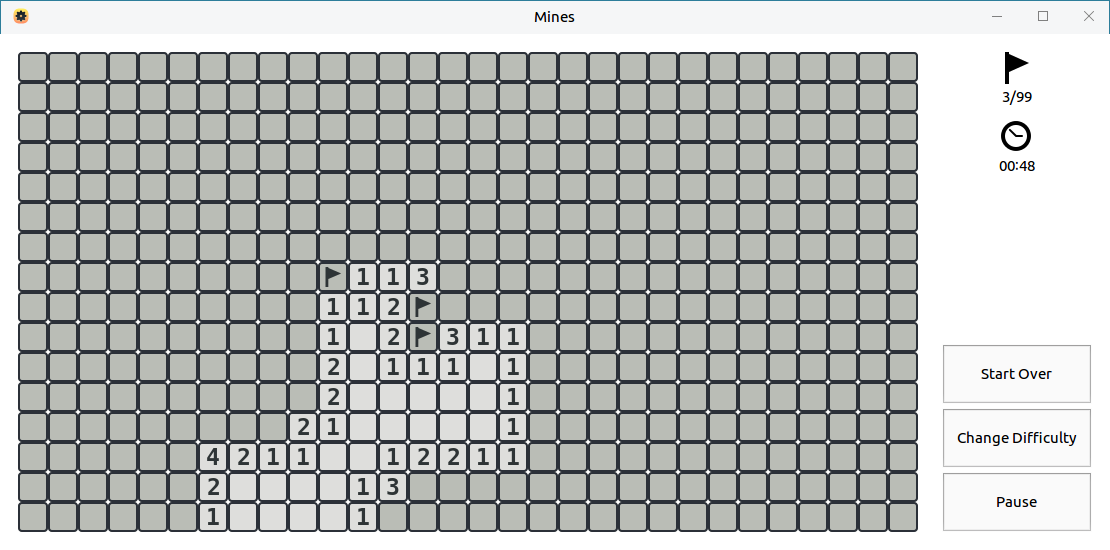 Mines
3/99
00:48
1 1 3
1 1 2
1 2 3 1 1
2 1 1 1 1
2 1
2 1 1
4 2 1 1 1 2 2 1 1
2 1 3
1 1
Start Over
Change Difficulty
Pause